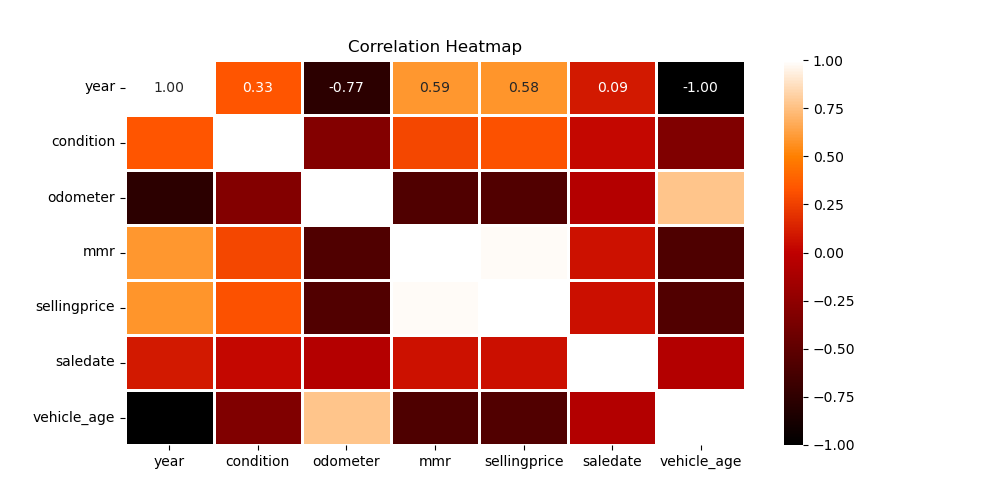 Correlation Heatmap
year 1.00 0.33 -0.77 0.59 0.58 0.09 -1.00
condition
odometer
mmr
sellingprice
saledate
vehicle_age
year condition odometer mmr sellingprice saledate vehicle_age
1.00
0.75
0.50
0.25
0.00
−0.25
−0.50
−0.75
−1.00